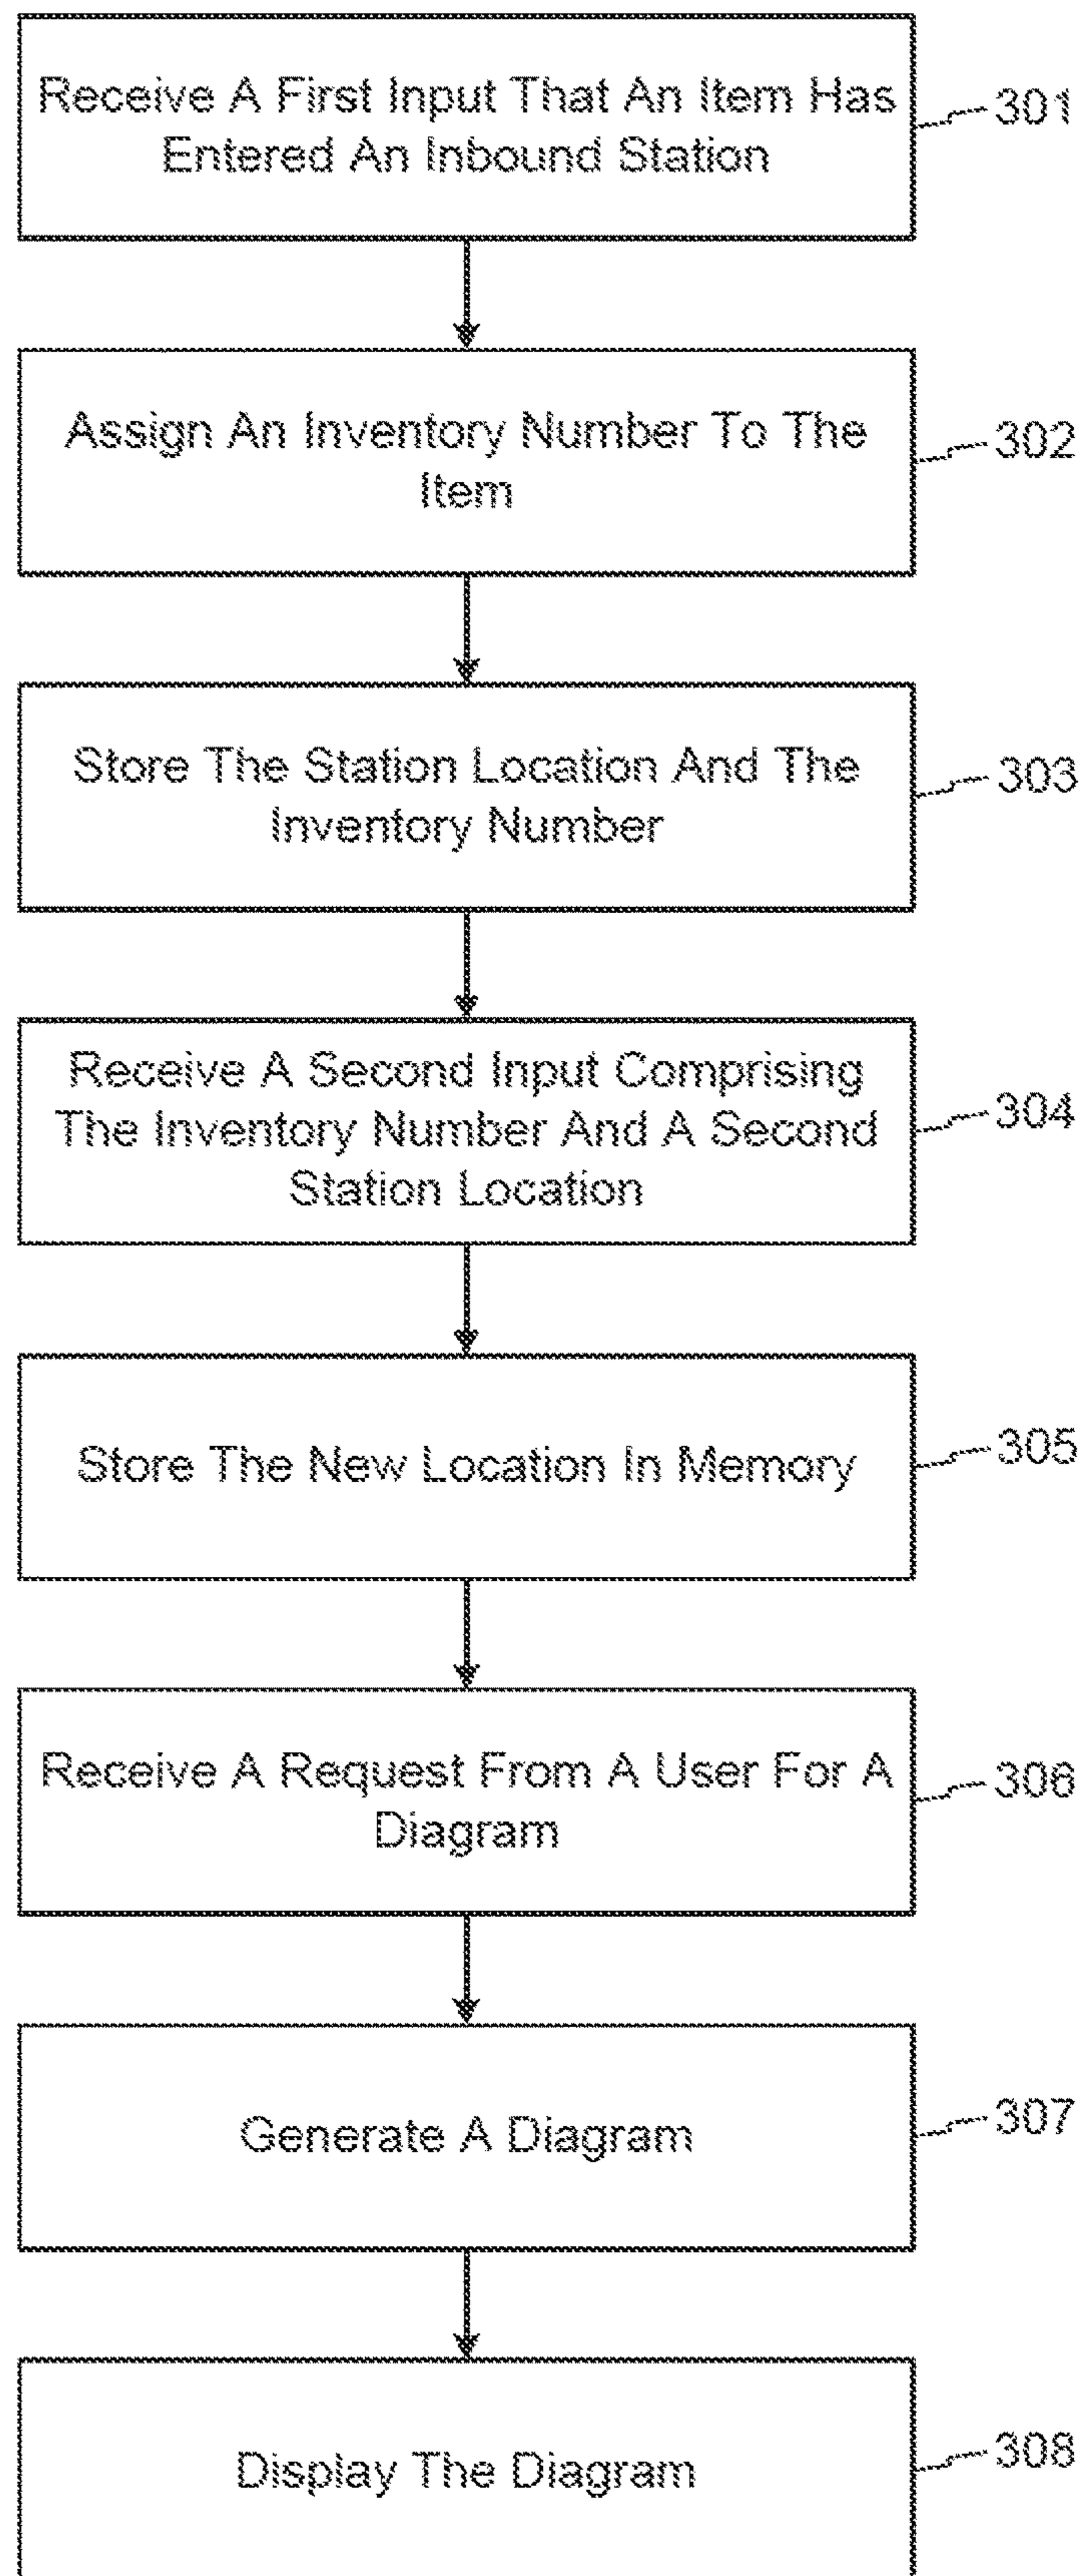 Receive A First Input That An Item Has
Entered An Inbound Station
301
Assign An Inventory Number To The
Item
302
Store The Station Location And The
Inventory Number
303
Receive A Second Input Comprising
The Inventory Number And A Second
Station Location
304
Store The New Location In Memory
305
Receive A Request From A User For A
Diagram
306
Generate A Diagram
307
Display The Diagram
308